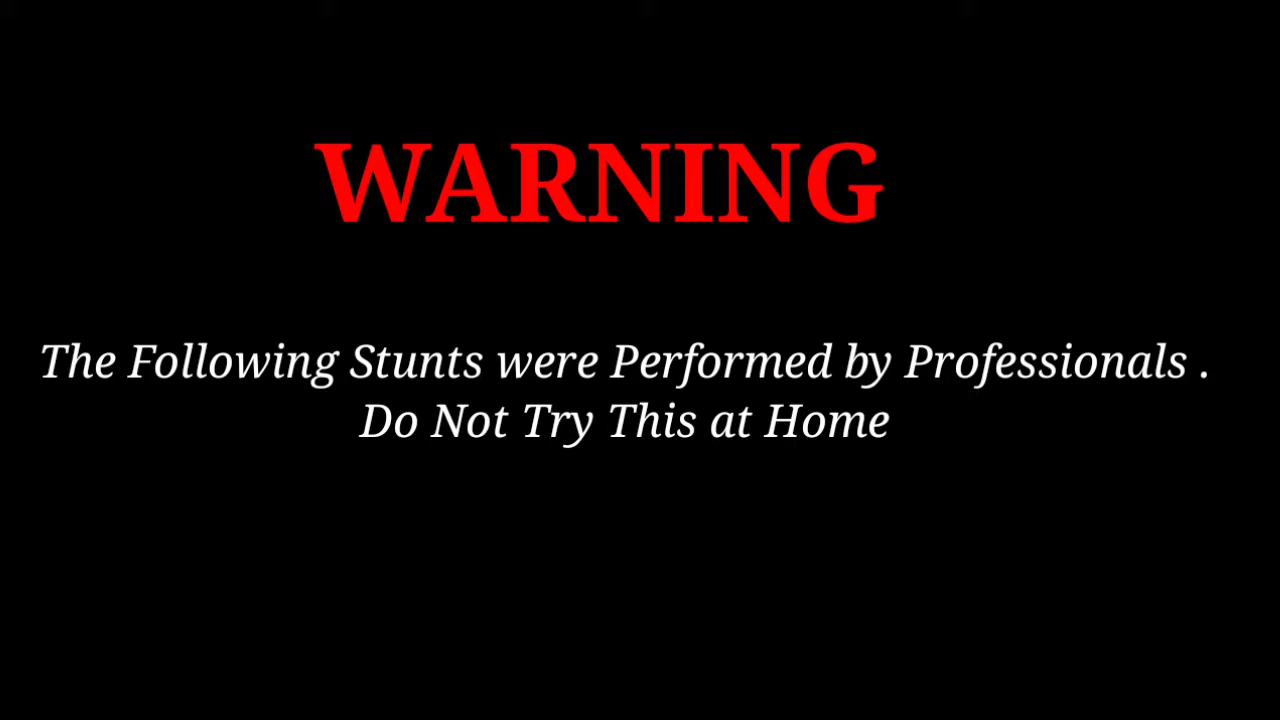 WARNING
The Following Stunts were Performed by Professionals .
Do Not Try This at Home